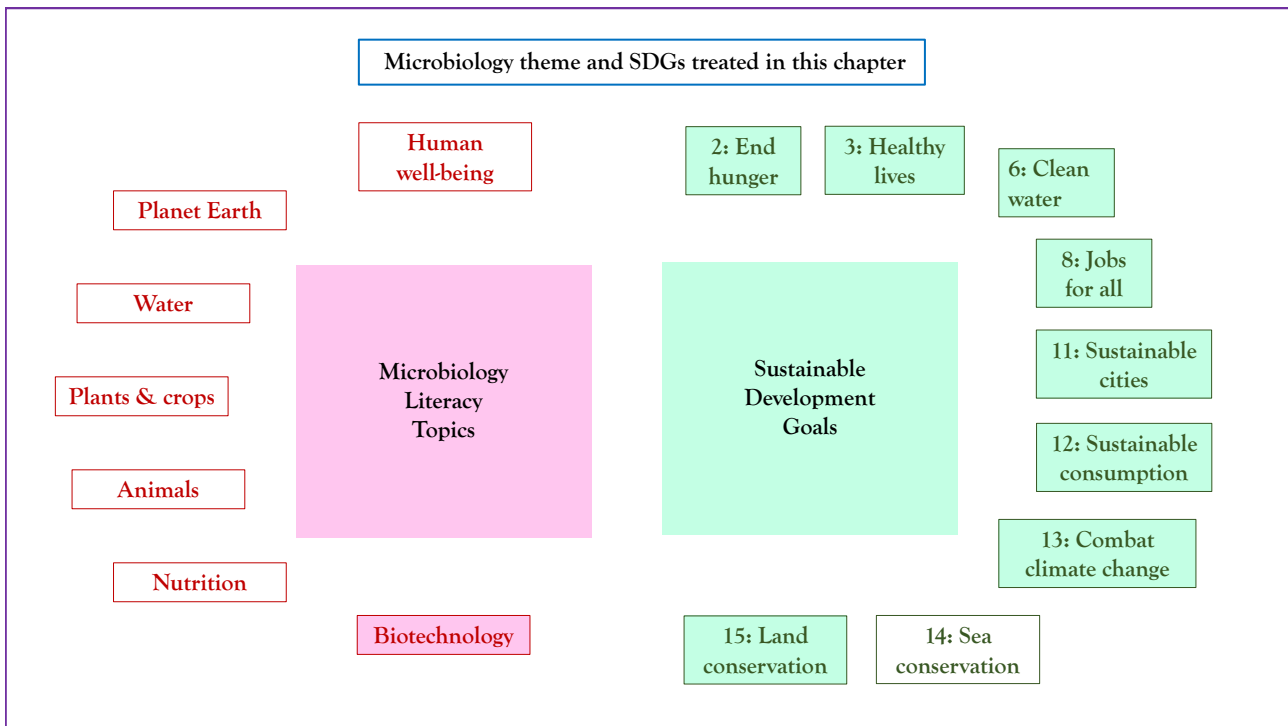 Microbiology theme and SDGs treated in this chapter
Human
well-being
Planet Earth
Water
Plants & crops
Animals
Nutrition
Biotechnology
Microbiology
Literacy
Topics
Sustainable
Development
Goals
2: End
hunger
3: Healthy
lives
6: Clean
water
8: Jobs
for all
11: Sustainable
cities
12: Sustainable
consumption
13: Combat
climate change
14: Sea
conservation
15: Land
conservation